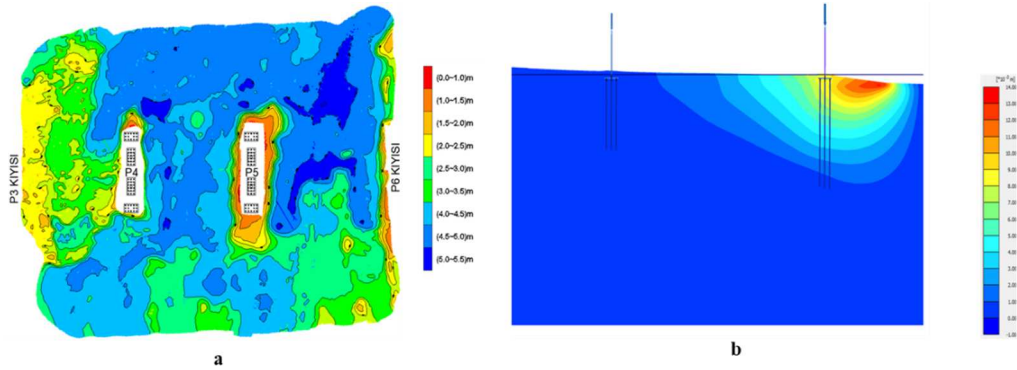 P3 KIYISI
P4
P5
P6 KIYISI
(0.0-1.0)m
(1.0-1.5)m
(1.5-2.0)m
(2.0-2.5)m
(2.5-3.0)m
(3.0-3.5)m
(4.0-4.5)m
(4.5-5.0)m
(5.0-5.5)m
a
14.00
13.00
12.00
11.00
10.00
9.00
8.00
7.00
6.00
5.00
4.00
3.00
2.00
1.00
0.00
-1.00
b